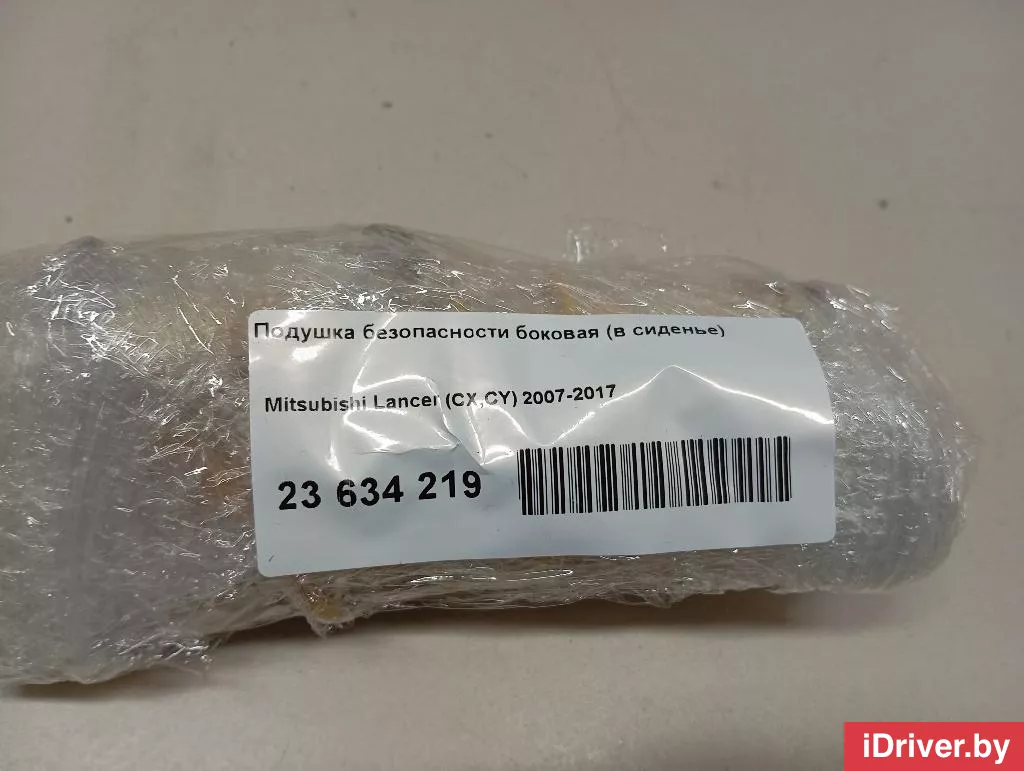 Подушка безопасности боковая (в сиденье)
Mitsubishi Lancer (CX,CY) 2007-2017
23 634 219
iDriver.by